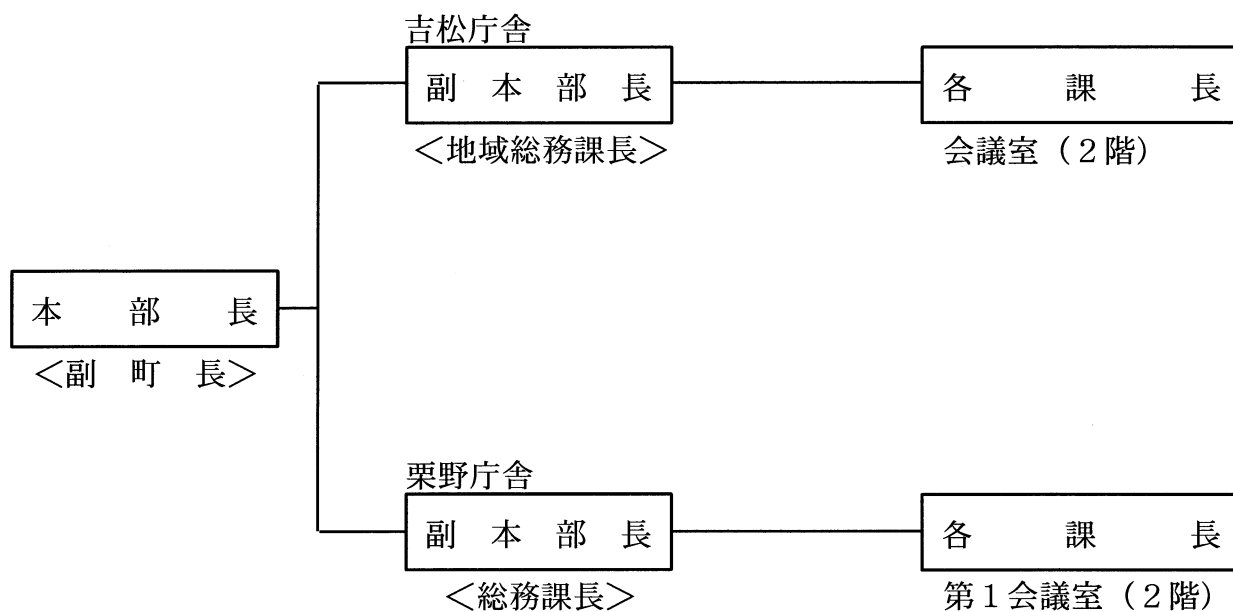 吉松庁舎
副本部長
各課長
<地域総務課長>
会議室（２階）
本部長
<副町長>
栗野庁舎
副本部長
各課長
<総務課長>
第１会議室（２階）